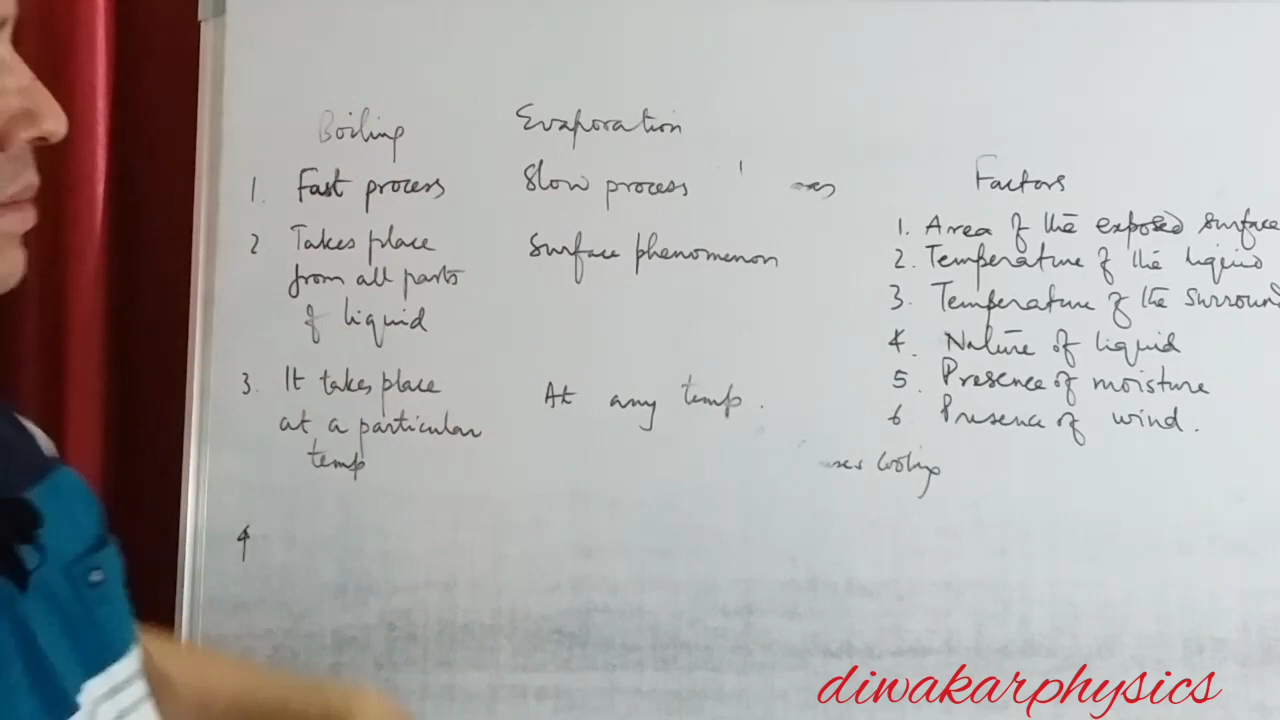 Boiling Evaporation
1. Fast process Slow process
2 Takes place Surface phenomenon
from all parts
of liquid
3. It takes place At any temp.
at a particular
temp
4
Factors
1. Area of the exposed surface
2. Temperature of the liquid
3. Temperature of the surroun
4. Nature of liquid
5. Presence of moisture
6 Presence of wind.
cooling
diwakarphysics